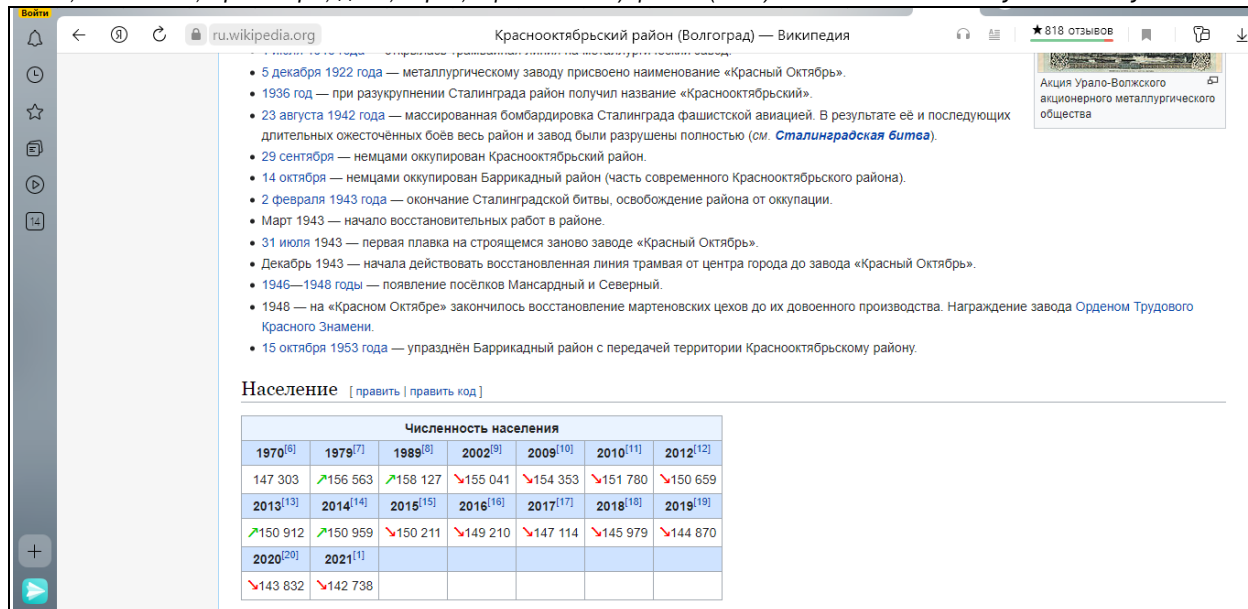 Войти
ru.wikipedia.org
Краснооктябрьский район (Волгоград) — Википедия
★818 отзывов
• 5 декабря 1922 года — металлургическому заводу присвоено наименование «Красный Октябрь».
• 1936 год — при разукрупнении Сталинграда район получил название «Краснооктябрьский».
• 23 августа 1942 года — массированная бомбардировка Сталинграда фашистской авиацией. В результате её и последующих
длительных ожесточённых боёв весь район и завод были разрушены полностью (см. Сталинградская битва).
• 29 сентября — немцами оккупирован Краснооктябрьский район.
• 14 октября — немцами оккупирован Баррикадный район (часть современного Краснооктябрьского района).
• 2 февраля 1943 года — окончание Сталинградской битвы, освобождение района от оккупации.
• Март 1943 — начало восстановительных работ в районе.
• 31 июля 1943 — первая плавка на строящемся заново заводе «Красный Октябрь».
• Декабрь 1943 — начала действовать восстановленная линия трамвая от центра города до завода «Красный Октябрь».
• 1946—1948 годы — появление посёлков Мансардный и Северный.
• 1948 — на «Красном Октябре» закончилось восстановление мартеновских цехов до их довоенного производства. Награждение завода Орденом Трудового
Красного Знамени.
• 15 октября 1953 года — упразднён Баррикадный район с передачей территории Краснооктябрьскому району.
Акция Урало-Волжского
акционерного металлургического
общества
14
Население [ править | править код ]
Численность населения
1970[6] 1979[7] 1989[8] 2002[9] 2009[10] 2010[11] 2012[12]
147 303 ↗156 563 ↗158 127 ↘155 041 ↘154 353 ↘151 780 ↘150 659
2013[13] 2014[14] 2015[15] 2016[16] 2017[17] 2018[18] 2019[19]
↗150 912 ↗150 959 ↘150 211 ↘149 210 ↘147 114 ↘145 979 ↘144 870
2020[20] 2021[1]
↘143 832 ↘142 738